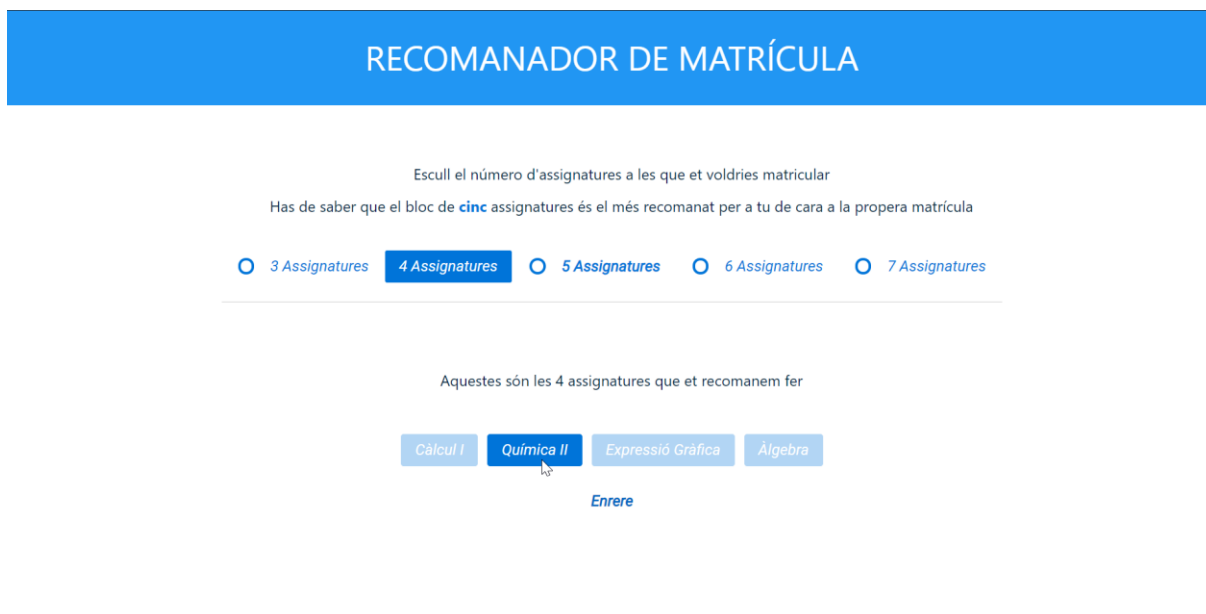 RECOMANADOR DE MATRÍCULA
Escull el número d'assignatures a les que et voldries matricular
Has de saber que el bloc de cinc assignatures és el més recomanat per a tu de cara a la propera matrícula
3 Assignatures 4 Assignatures 5 Assignatures 6 Assignatures 7 Assignatures
Aquestes són les 4 assignatures que et recomanem fer
Càlcul I Química II Expressió Gràfica Àlgebra
Enrere